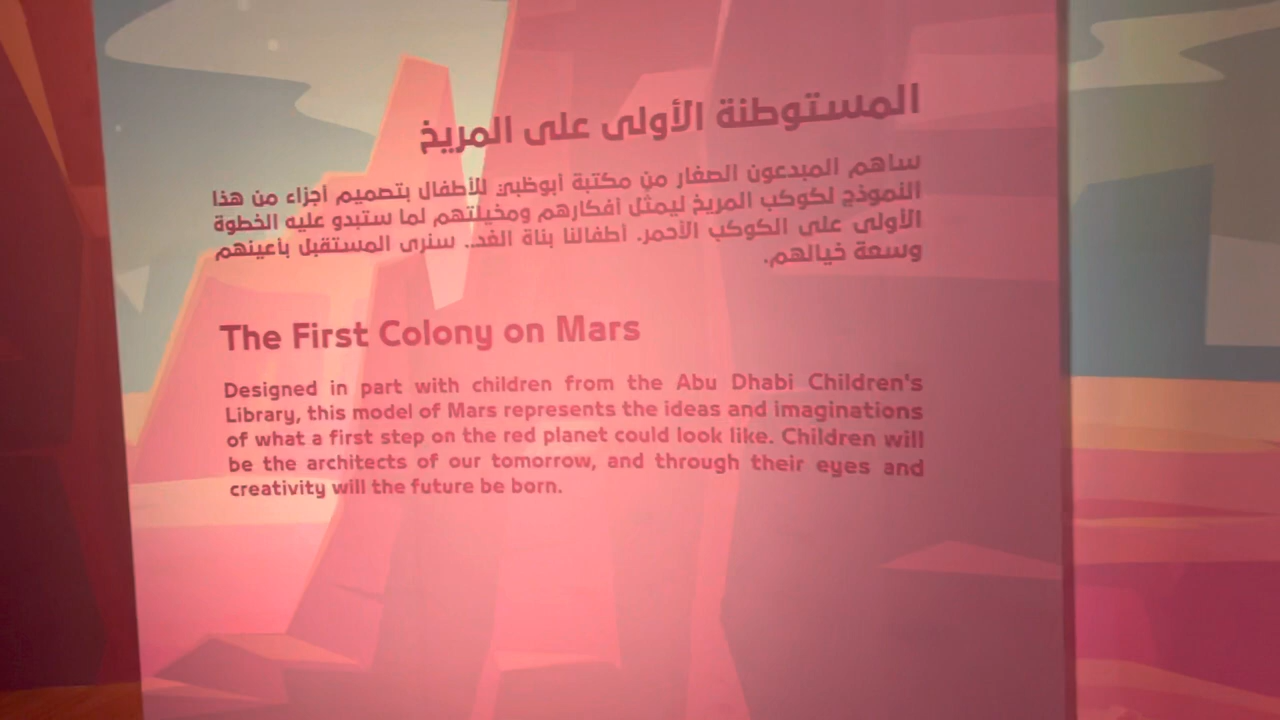 المستوطنة الأولى على المريخ
ساهم المبدعون الصغار من مكتبة أبوظبي للأطفال بتصميم أجزاء من هذا
النموذج لكوكب المريخ ليمثل أفكارهم ومخيلتهم لما ستبدو عليه الخطوة
الأولى على الكوكب الأحمر. أطفالنا بناة الغد.. سنرى المستقبل بأعينهم
وسعة خيالهم.
The First Colony on Mars
Designed in part with children from the Abu Dhabi Children's
Library, this model of Mars represents the ideas and imaginations
of what a first step on the red planet could look like. Children will
be the architects of our tomorrow, and through their eyes and
creativity will the future be born.